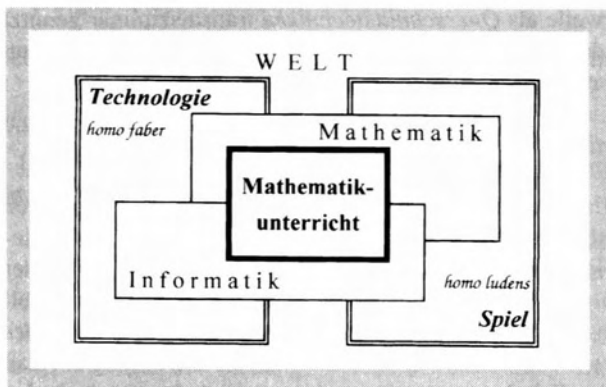 WELT
Technologie
homo faber
Mathematik
Mathematik-
unterricht
Informatik
homo ludens
Spiel